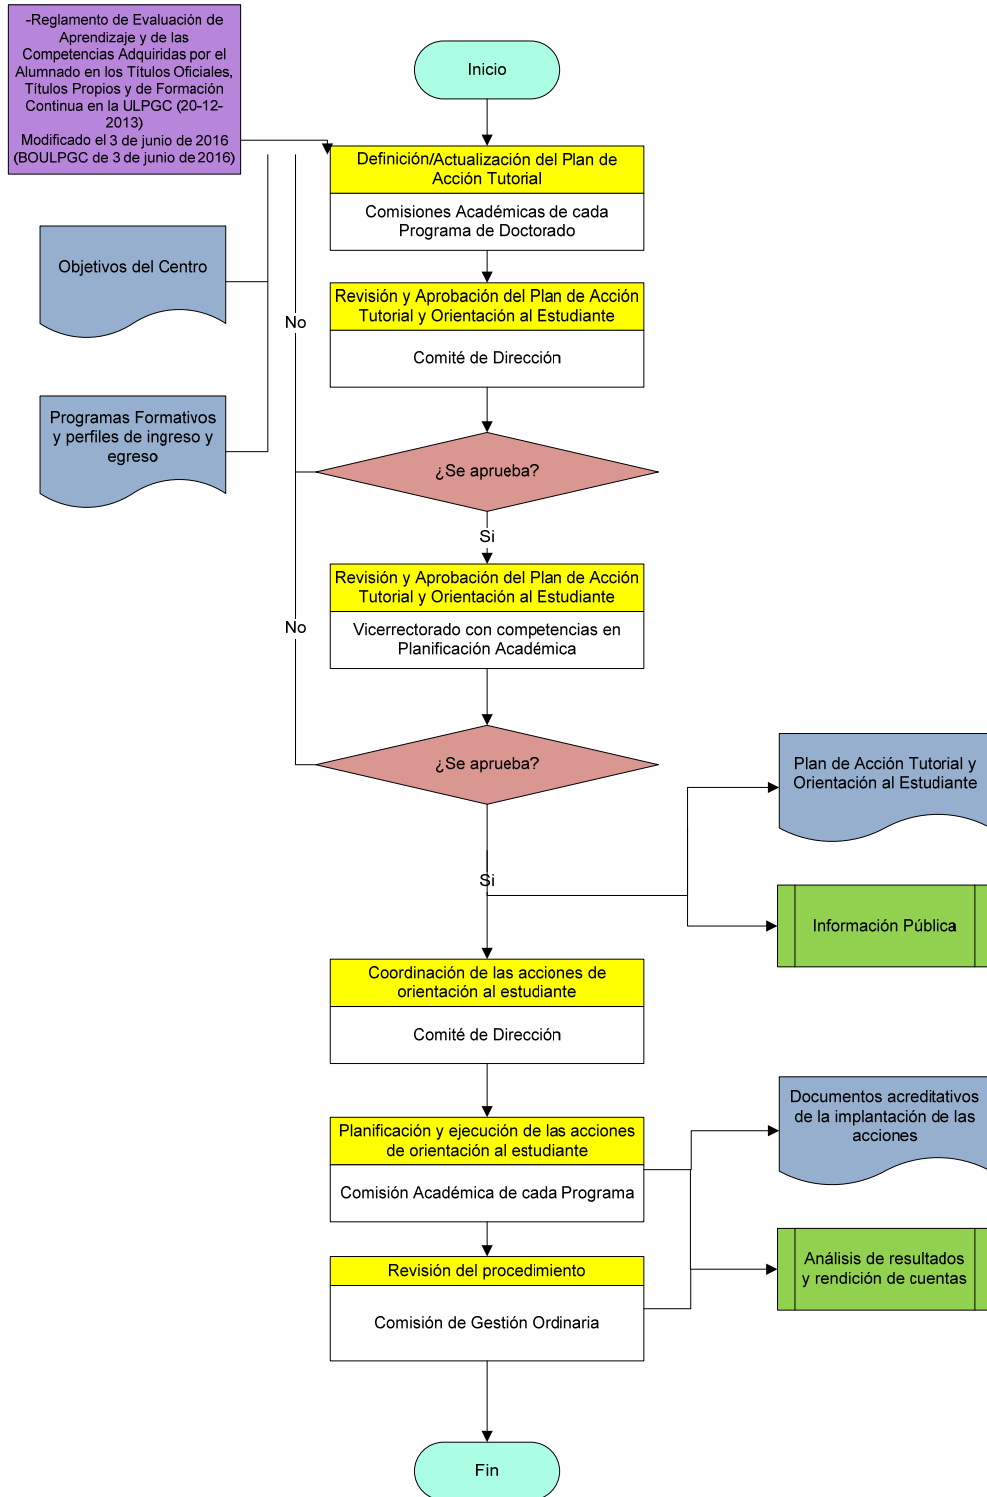 -Reglamento de Evaluación de
Aprendizaje y de las
Competencias Adquiridas por el
Alumnado en los Títulos Oficiales,
Títulos Propios y de Formación
Continua en la ULPGC (20-12-
2013)
Modificado el 3 de junio de 2016
(BOULPGC de 3 de junio de 2016)
Inicio
Definición/Actualización del Plan de
Acción Tutorial
Comisiones Académicas de cada
Programa de Doctorado
Objetivos del Centro
Revisión y Aprobación del Plan de Acción
Tutorial y Orientación al Estudiante
Comité de Dirección
No
Programas Formativos
y perfiles de ingreso y
egreso
¿Se aprueba?
Si
Revisión y Aprobación del Plan de Acción
Tutorial y Orientación al Estudiante
Vicerrectorado con competencias en
Planificación Académica
No
¿Se aprueba?
Plan de Acción Tutorial y
Orientación al Estudiante
Si
Información Pública
Coordinación de las acciones de
orientación al estudiante
Comité de Dirección
Documentos acreditativos
de la implantación de las
acciones
Planificación y ejecución de las acciones
de orientación al estudiante
Comisión Académica de cada Programa
Análisis de resultados
y rendición de cuentas
Revisión del procedimiento
Comisión de Gestión Ordinaria
Fin